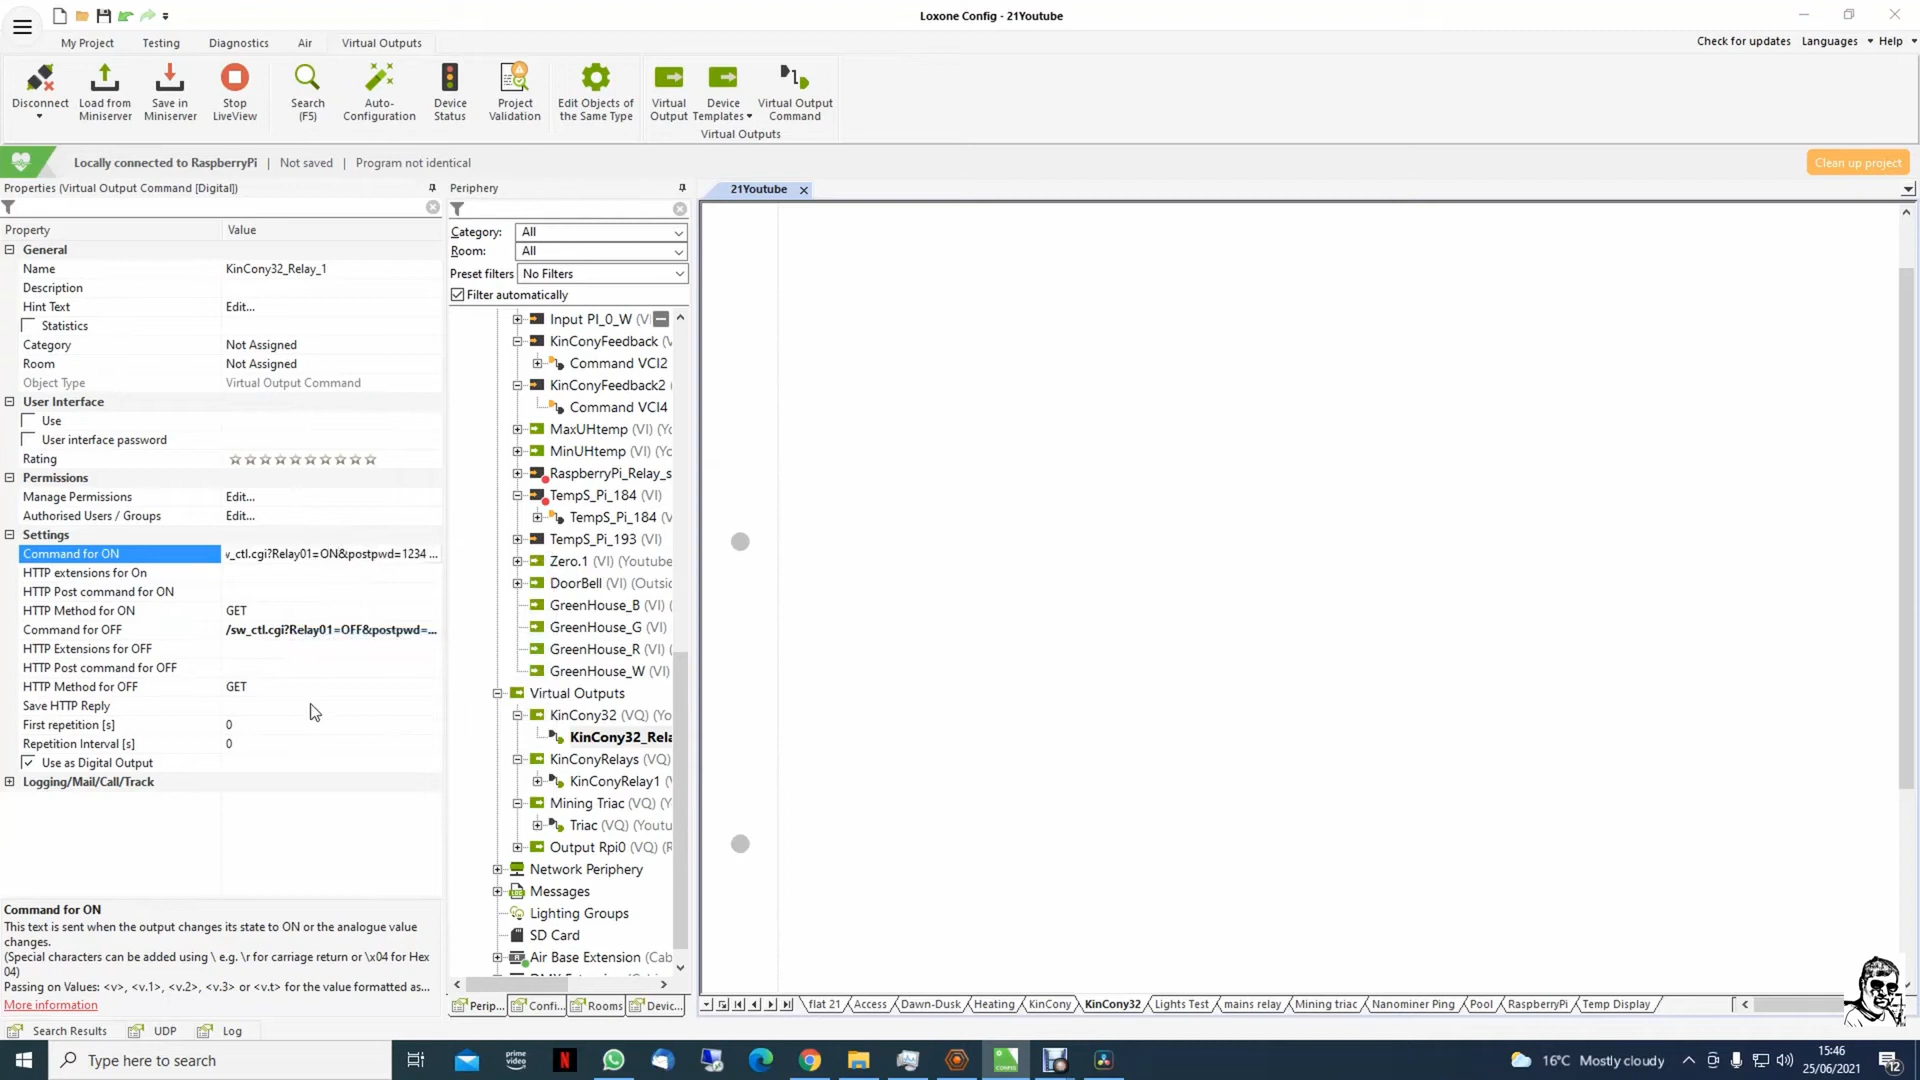 Loxone Config - 21Youtube
My Project
Testing
Diagnostics
Air
Virtual Outputs
Check for updates
Languages
Help
Disconnect
Load from
Miniserver
Save in
Miniserver
Stop
LiveView
Search
(F5)
Auto-
Configuration
Device
Status
Project
Validation
Edit Objects of
the Same Type
Virtual
Output
Device
Templates
Virtual Output
Command
Virtual Outputs
Locally connected to RaspberryPi | Not saved | Program not identical
Clean up project
Properties (Virtual Output Command [Digital])
Property Value
General
Name KinCony32_Relay_1
Description
Hint Text Edit...
Statistics
Category Not Assigned
Room Not Assigned
Object Type Virtual Output Command
User Interface
Use
User interface password
Rating
Permissions
Manage Permissions Edit...
Authorised Users / Groups Edit...
Settings
Command for ON _ctl.cgi?Relay01=ON&postpwd=1234 ...
HTTP extensions for On
HTTP Post command for ON
HTTP Method for ON GET
Command for OFF /sw_ctl.cgi?Relay01=OFF&postpwd=...
HTTP Extensions for OFF
HTTP Post command for OFF
HTTP Method for OFF GET
Save HTTP Reply
First repetition [s] 0
Repetition Interval [s] 0
Use as Digital Output
Logging/Mail/Call/Track
Command for ON
This text is sent when the output changes its state to ON or the analogue value
changes.
(Special characters can be added using \ e.g. \r for carriage return or \x04 for Hex
04)
Passing on Values: <v>, <v.1>, <v.2>, <v.3> or <v.t> for the value formatted as...
More information
Periphery
Category: All
Room: All
Preset filters No Filters
Filter automatically
Input PI_0_W (VI
KinConyFeedback (V
Command VCI2
KinConyFeedback2
Command VCI4
MaxUHtemp (VI) (Yo
MinUHtemp (VI) (Yo
RaspberryPi_Relay_s
TempS_Pi_184 (VI)
TempS_Pi_184 (V
TempS_Pi_193 (VI)
Zero.1 (VI) (Youtube
DoorBell (VI) (Outsid
GreenHouse_B (VI) (
GreenHouse_G (VI)
GreenHouse_R (VI) (
GreenHouse_W (VI)
Virtual Outputs
KinCony32 (VQ) (Yo
KinCony32_Rela
KinConyRelays (VQ)
KinConyRelay1 (V
Mining Triac (VQ) (Y
Triac (VQ) (Youtu
Output Rpi0 (VQ) (R
Network Periphery
Messages
Lighting Groups
SD Card
Air Base Extension (Cab
Perip...
Confi...
Rooms
Devic...
21Youtube
flat 21
Access
Dawn-Dusk
Heating
KinCony
KinCony32
Lights Test
mains relay
Mining triac
Nanominer Ping
Pool
RaspberryPi
Temp Display
Search Results
UDP
Log
Type here to search
prime
video
N
CONFIG
16°C Mostly cloudy
15:46
25/06/2021
12